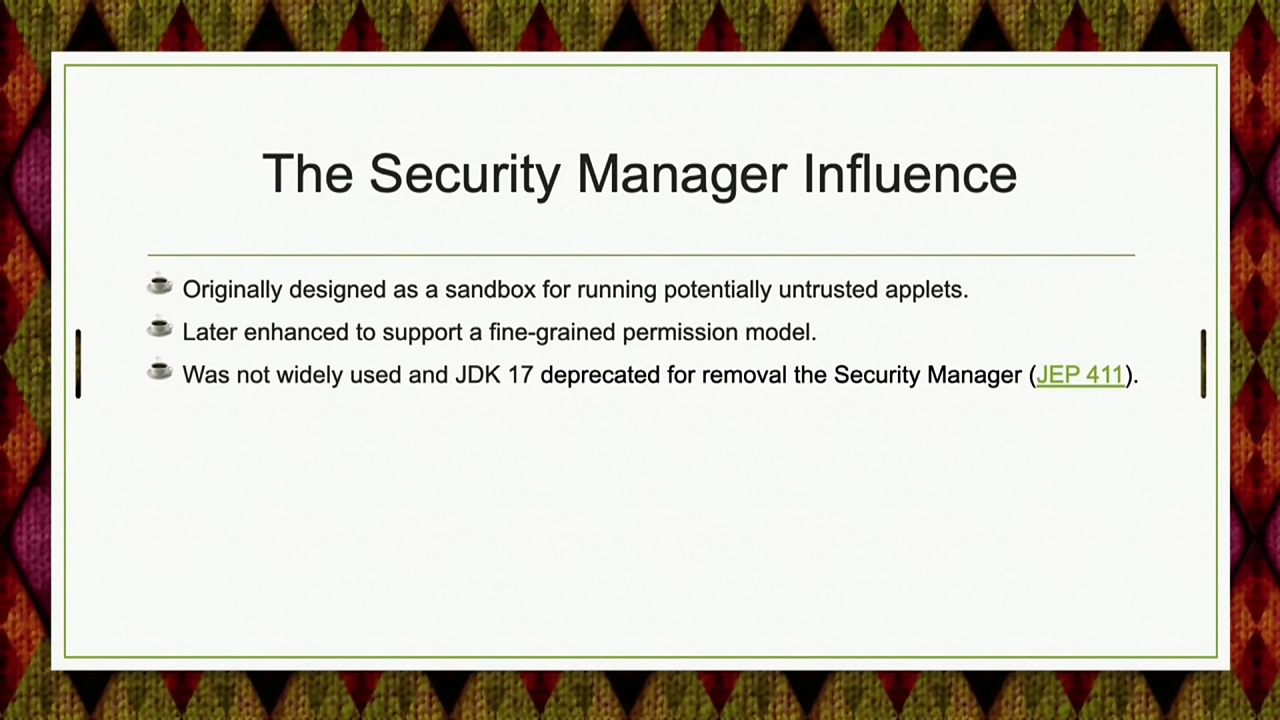 The Security Manager Influence
Originally designed as a sandbox for running potentially untrusted applets.
Later enhanced to support a fine-grained permission model.
Was not widely used and JDK 17 deprecated for removal the Security Manager (JEP 411).